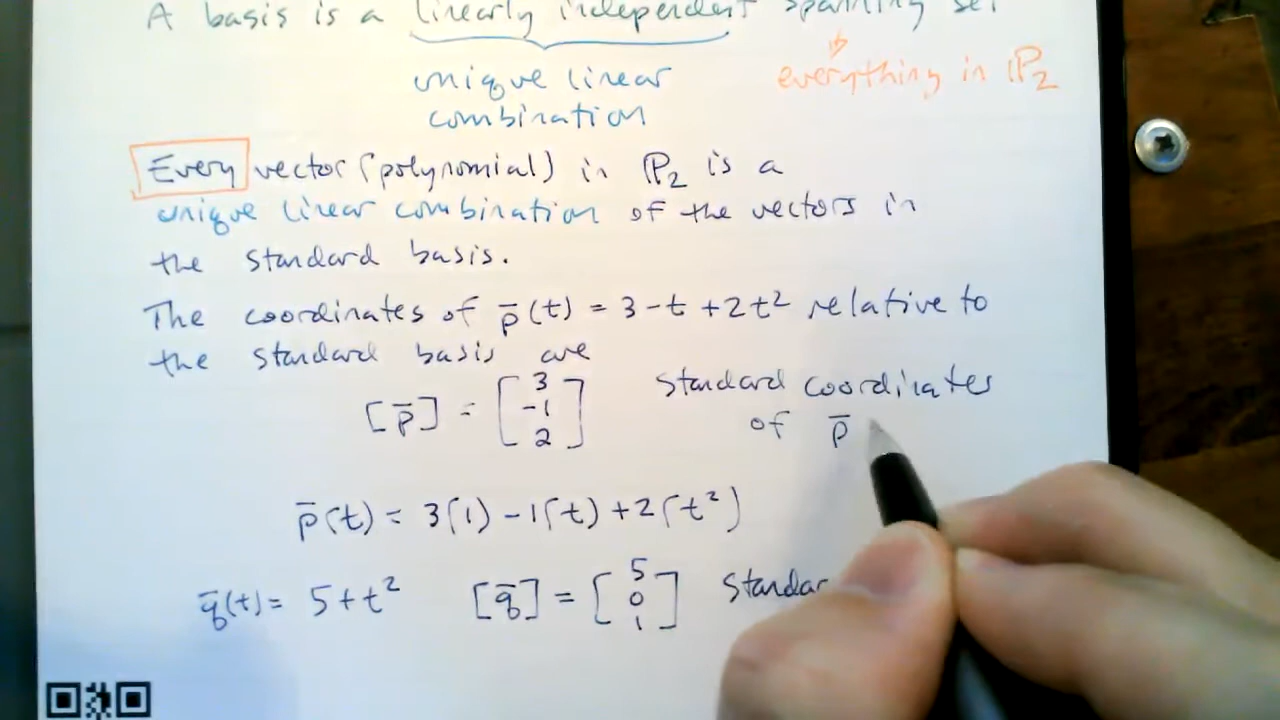 A basis is a linearly independent spanning set
unique linear
combination
everything in ℙ₂
Every vector (polynomial) in ℙ₂ is a
unique linear combination of the vectors in
the standard basis.
The coordinates of p̄(t) = 3 - t + 2t² relative to
the standard basis are
[p̄] = [3 -1 2]
standard coordinates
of p̄
p̄(t) = 3(1) - 1(t) + 2(t²)
q̄(t) = 5 + t² [q̄] = [5 0 1] standar